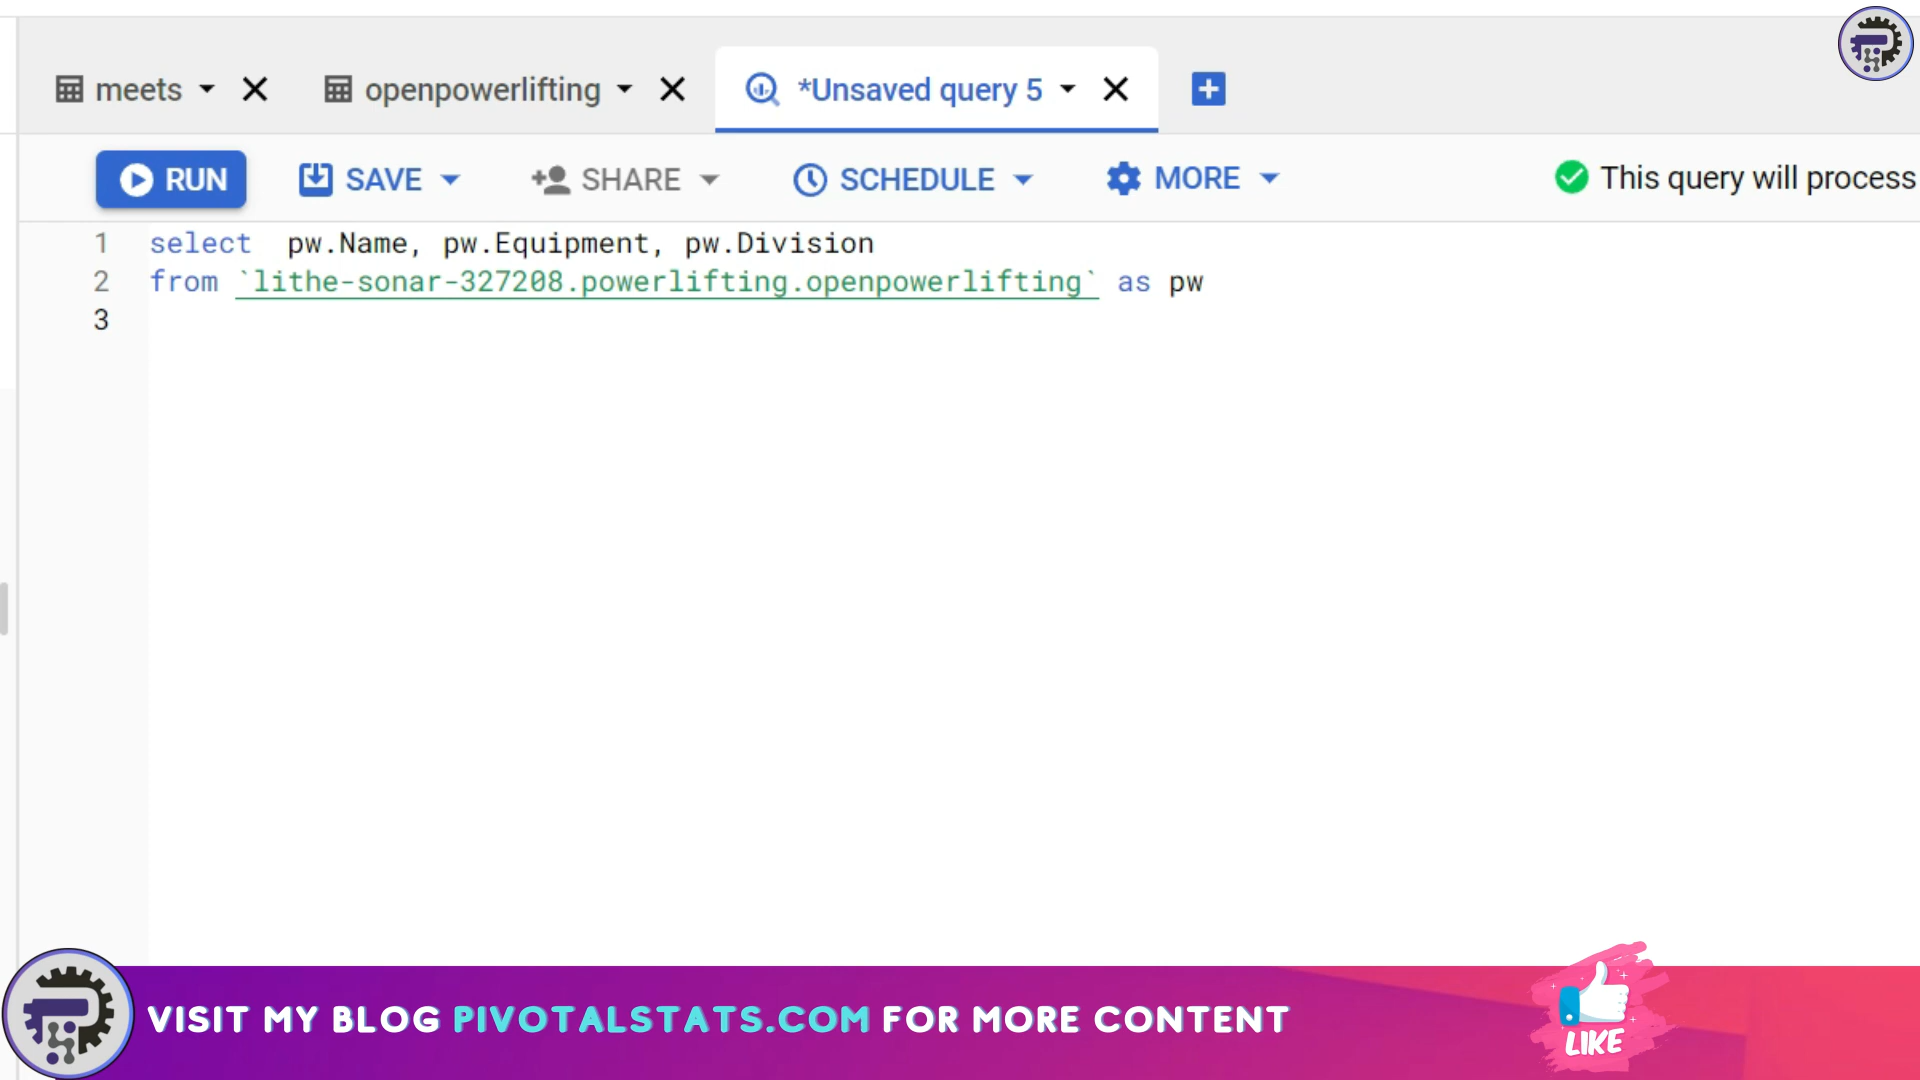 meets
openpowerlifting
*Unsaved query 5
RUN
SAVE
SHARE
SCHEDULE
MORE
This query will process
1 select  pw.Name, pw.Equipment, pw.Division
2 from `lithe-sonar-327208.powerlifting.openpowerlifting` as pw
3
VISIT MY BLOG PIVOTALSTATS.COM FOR MORE CONTENT
LIKE